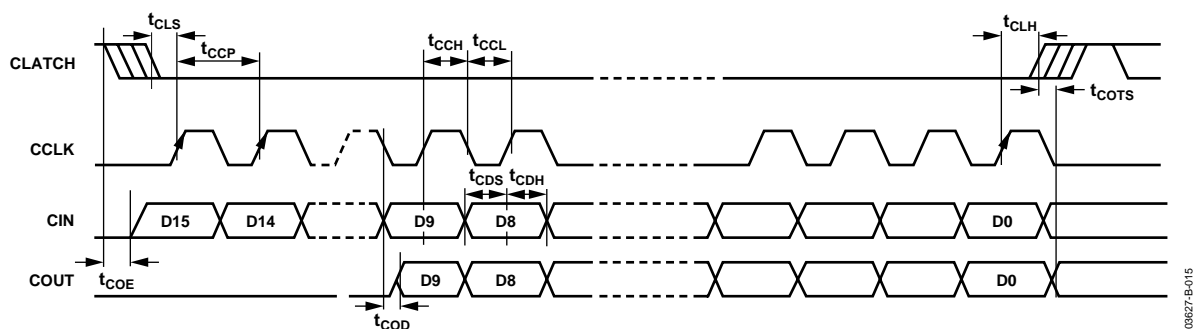 tCLS
tCCP
tCCH
tCCL
tCLH
CLATCH
tCOTS
CCLK
tCDS
tCDH
CIN
D15
D14
D9
D8
D0
tCOE
COUT
D9
D8
D0
tCOD
03627-B-015